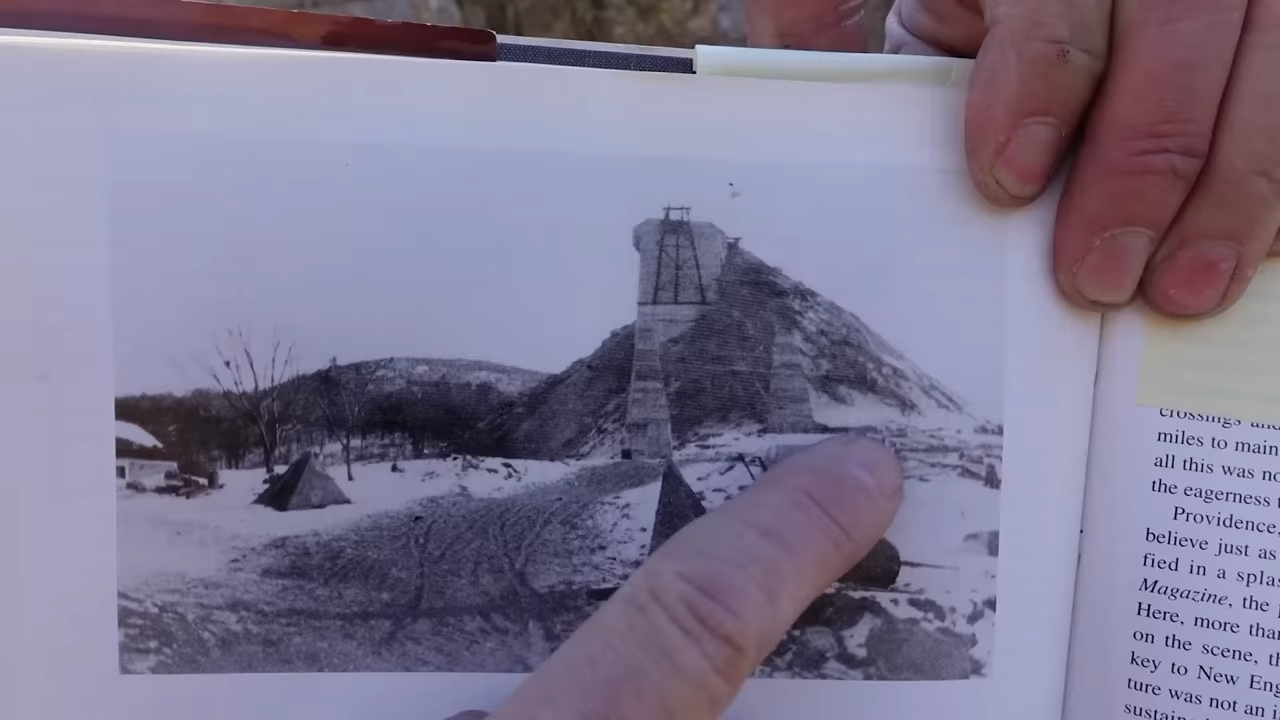 crossings and
miles to main
all this was no
the eagerness
Providence,
believe just as
fied in a splas
Magazine, the
Here, more than
on the scene, th
key to New Eng
ture was not an i
sustain